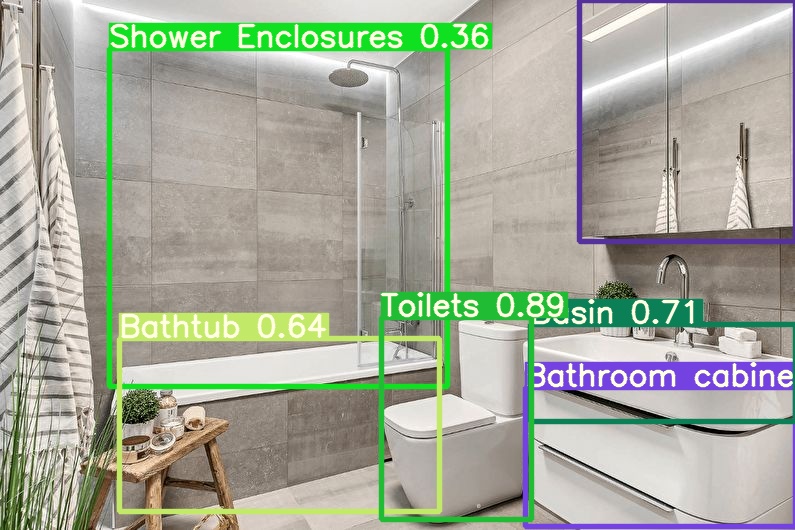 Shower Enclosures 0.36
Toilets 0.89
Basin 0.71
Bathtub 0.64
Bathroom cabine